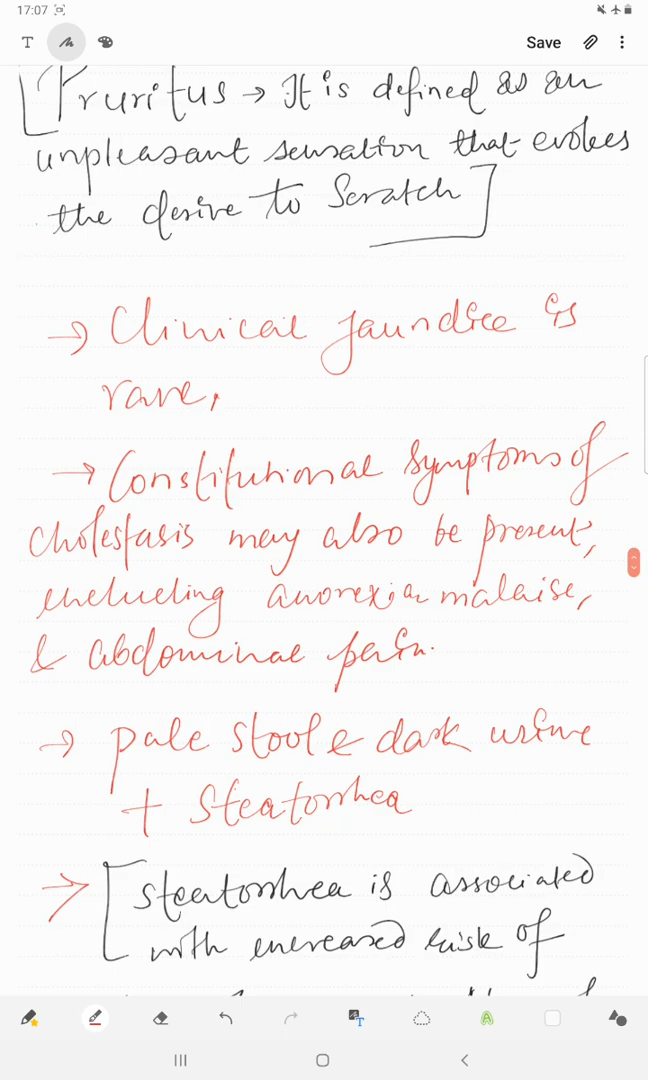 17:07
T
Save
[Pruritus → It is defined as an
unpleasant sensation that evokes
the desire to Scratch]
→ Clinical jaundice is
rare,
→ Constitutional symptoms of
cholestasis may also be present,
including anorexia malaise,
& abdominal pain.
→ pale stool & dark urine
+ Steatorrhea
→ [Steatorrhea is associated
with increased risk of